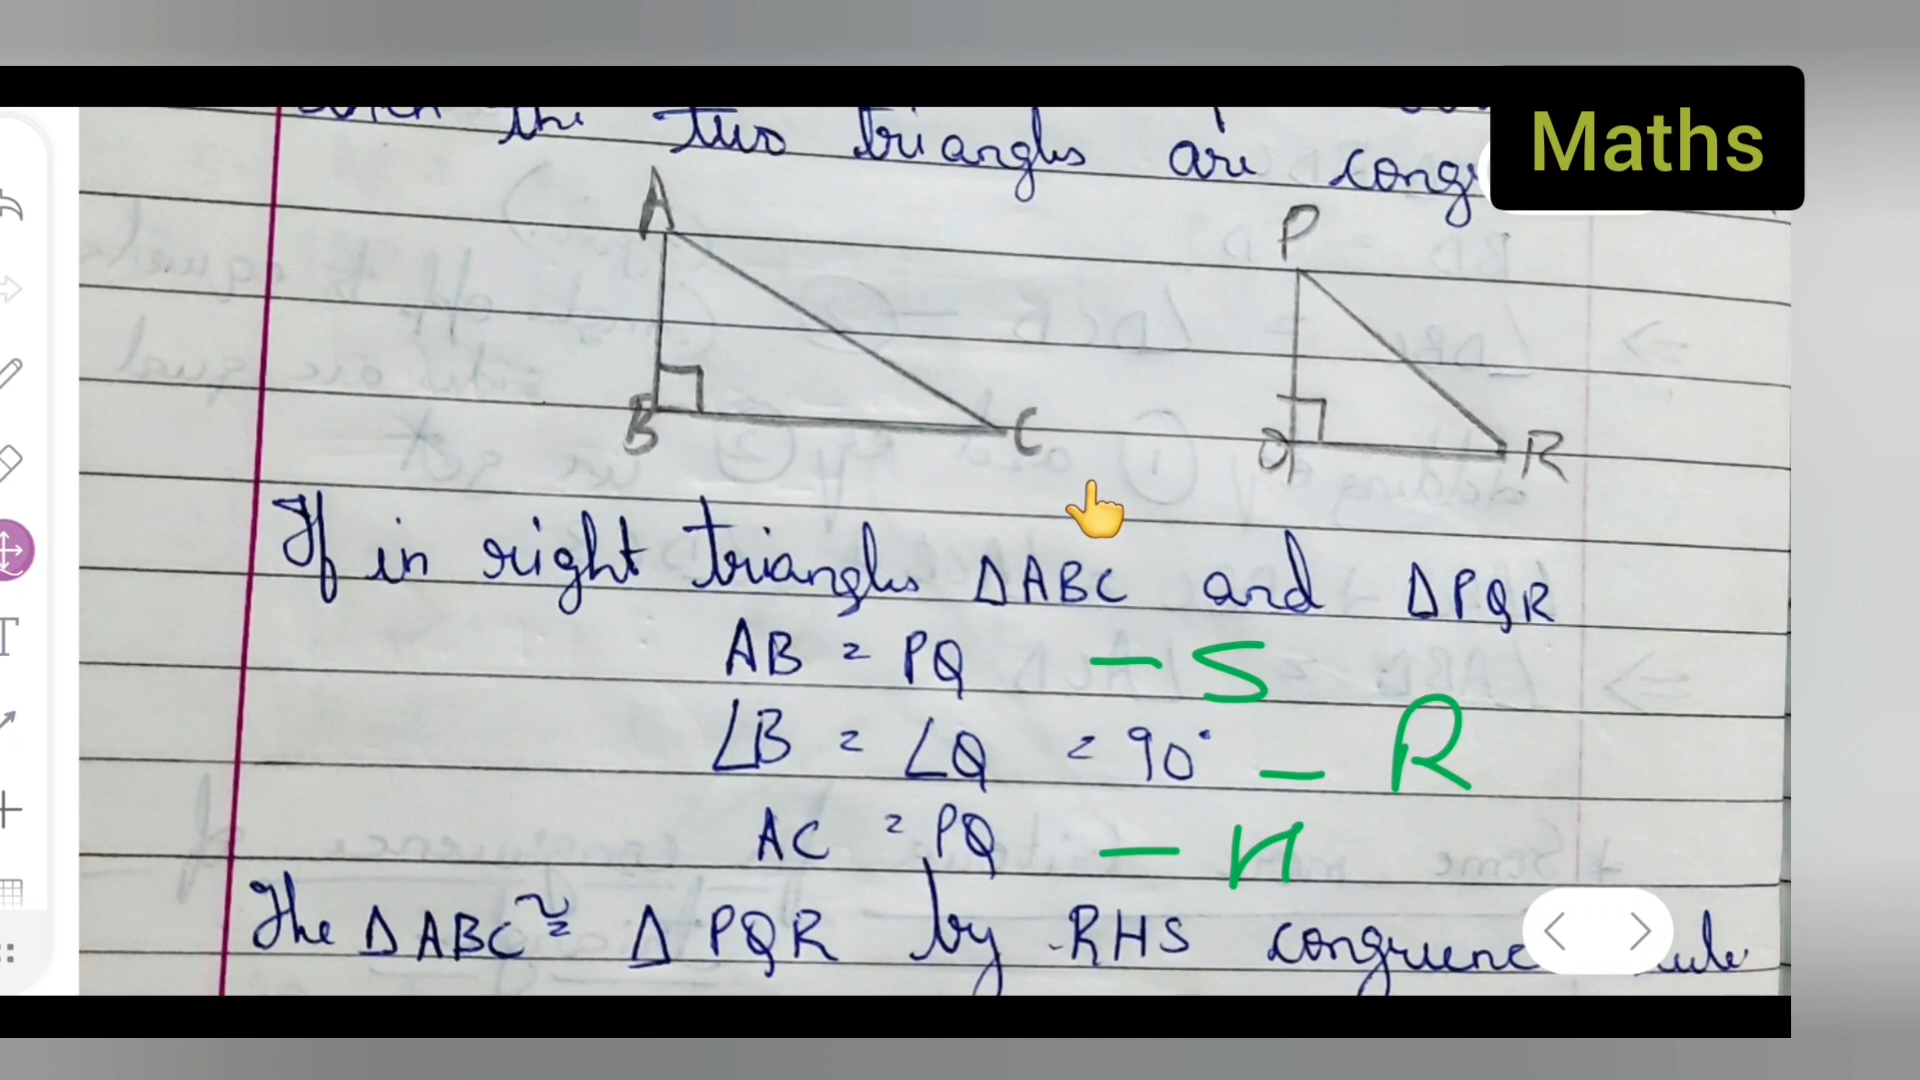 Maths
the two triangles are cong
A
P
B
C
Q
R
If in right triangles ΔABC and ΔPQR
AB = PQ - S
∠B = ∠Q = 90° - R
AC = PQ - H
The ΔABC ≅ ΔPQR by RHS congruenc